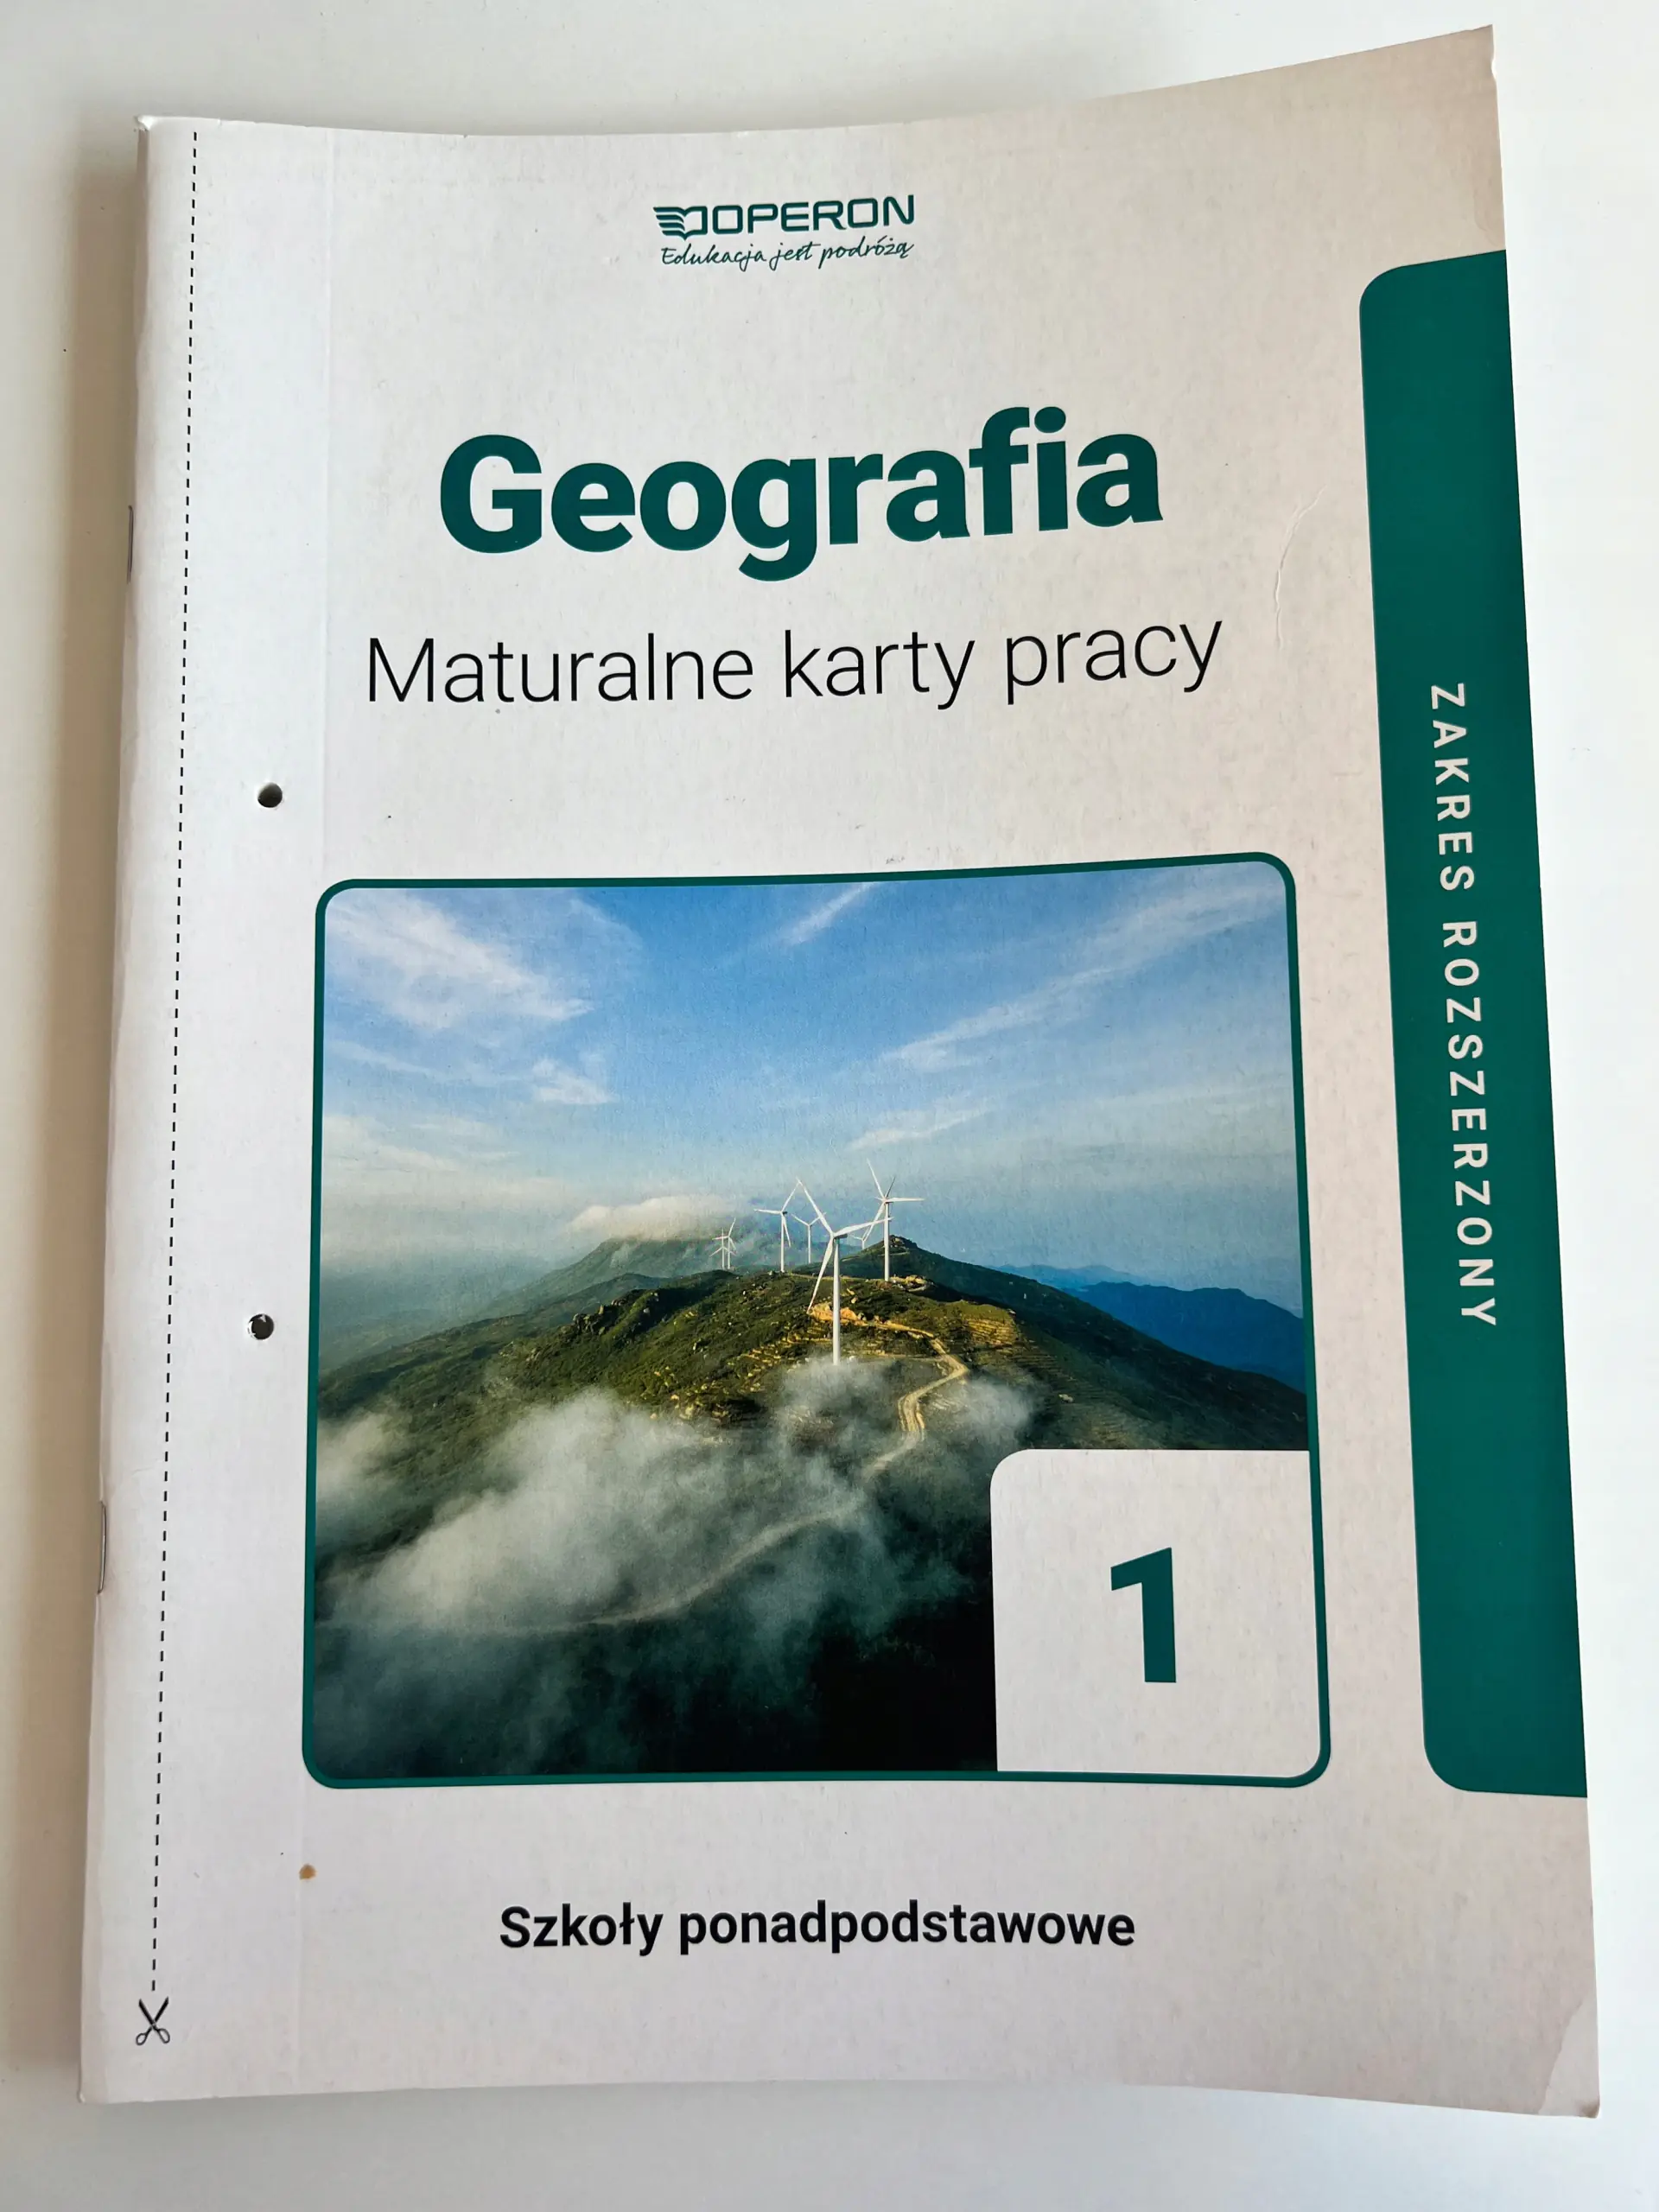 OPERON
Edukacja jest podróżą
Geografia
Maturalne karty pracy
ZAKRES ROZSZERZONY
1
Szkoły ponadpodstawowe